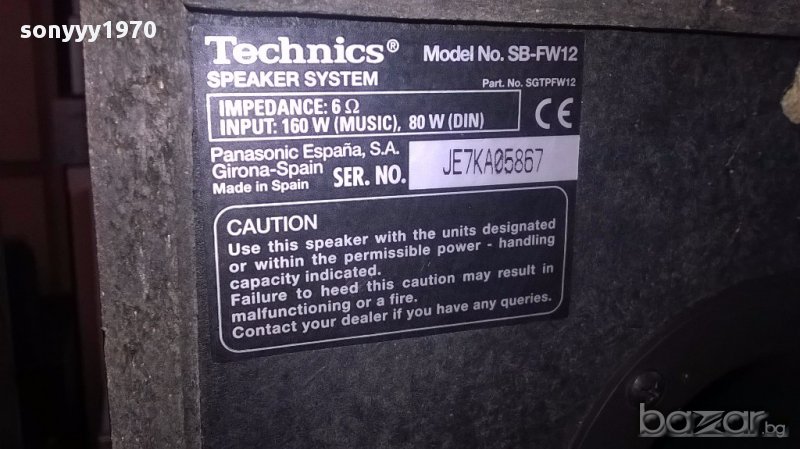 sonyyy1970
Technics® Model No. SB-FW12
SPEAKER SYSTEM Part. No. SGTPFW12
IMPEDANCE: 6 Ω
INPUT: 160 W (MUSIC), 80 W (DIN)
CE
Panasonic España, S.A.
Girona-Spain
Made in Spain
SER. NO. JE7KA05867
CAUTION
Use this speaker with the units designated
or within the permissible power - handling
capacity indicated.
Failure to heed this caution may result in
malfunctioning or a fire.
Contact your dealer if you have any queries.
bazar.bg